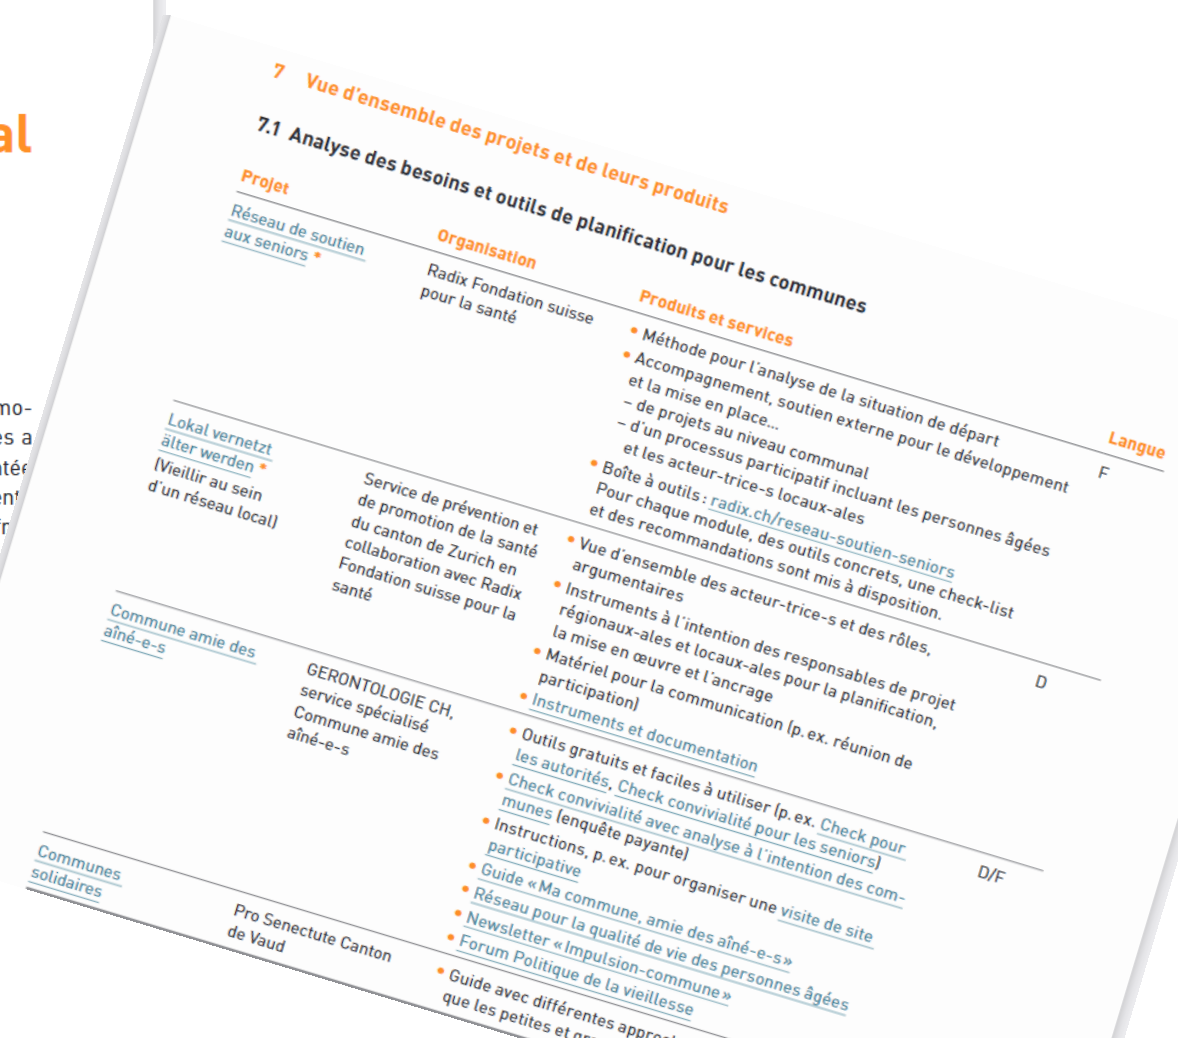 al
mo-
es a
7 Vue d'ensemble des projets et de leurs produits
7.1 Analyse des besoins et outils de planification pour les communes
Projet
Organisation
Produits et services
Langue
Réseau de soutien
aux seniors •
Radix Fondation suisse
pour la santé
• Méthode pour l'analyse de la situation de départ
• Accompagnement, soutien externe pour le développement
et la mise en place...
– de projets au niveau communal
– d'un processus participatif incluant les personnes âgées
et les acteur-trice-s locaux-ales
• Boîte à outils : radix.ch/reseau-soutien-seniors
Pour chaque module, des outils concrets, une check-list
et des recommandations sont mis à disposition.
F
Lokal vernetzt
älter werden •
(Vieillir au sein
d'un réseau local)
Service de prévention et
de promotion de la santé
du canton de Zurich en
collaboration avec Radix
Fondation suisse pour la
santé
• Vue d'ensemble des acteur-trice-s et des rôles,
argumentaires
• Instruments à l'intention des responsables de projet
régionaux-ales et locaux-ales pour la planification,
la mise en œuvre et l'ancrage
• Matériel pour la communication (p. ex. réunion de
participation)
• Instruments et documentation
D
Commune amie des
aîné-e-s
GERONTOLOGIE CH,
service spécialisé
Commune amie des
aîné-e-s
• Outils gratuits et faciles à utiliser (p. ex. Check pour
les autorités, Check convivialité pour les seniors)
• Check convivialité avec analyse à l'intention des com-
munes (enquête payante)
• Instructions, p. ex. pour organiser une visite de site
participative
• Guide « Ma commune, amie des aîné-e-s »
• Réseau pour la qualité de vie des personnes âgées
• Newsletter « Impulsion-commune »
• Forum Politique de la vieillesse
D/F
Communes
solidaires
Pro Senectute Canton
de Vaud
• Guide avec différentes
que les petites et